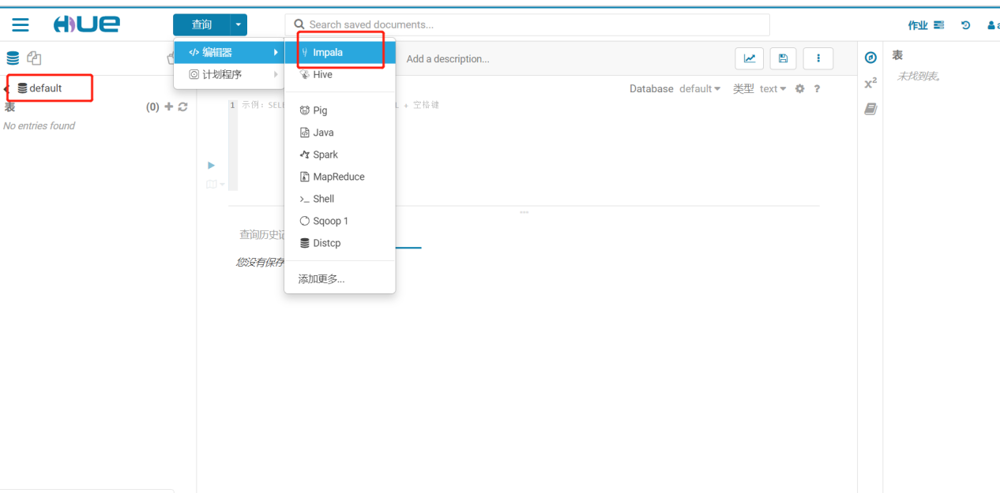 HUE
查询
Search saved documents...
作业
编辑器
Impala
Add a description...
表
计划程序
Hive
未找到表。
default
Database default 类型 text ?
x²
表 (0)
1 示例: SEL L + 空格键
No entries found
Pig
Java
Spark
MapReduce
Shell
Sqoop 1
查询历史记
Distcp
您没有保存
添加更多...